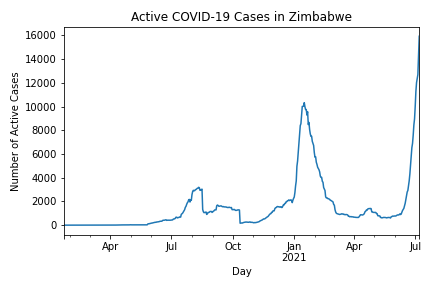 Active COVID-19 Cases in Zimbabwe
Number of Active Cases
16000
14000
12000
10000
8000
6000
4000
2000
0
Apr Jul Oct Jan Apr Jul
2021
Day